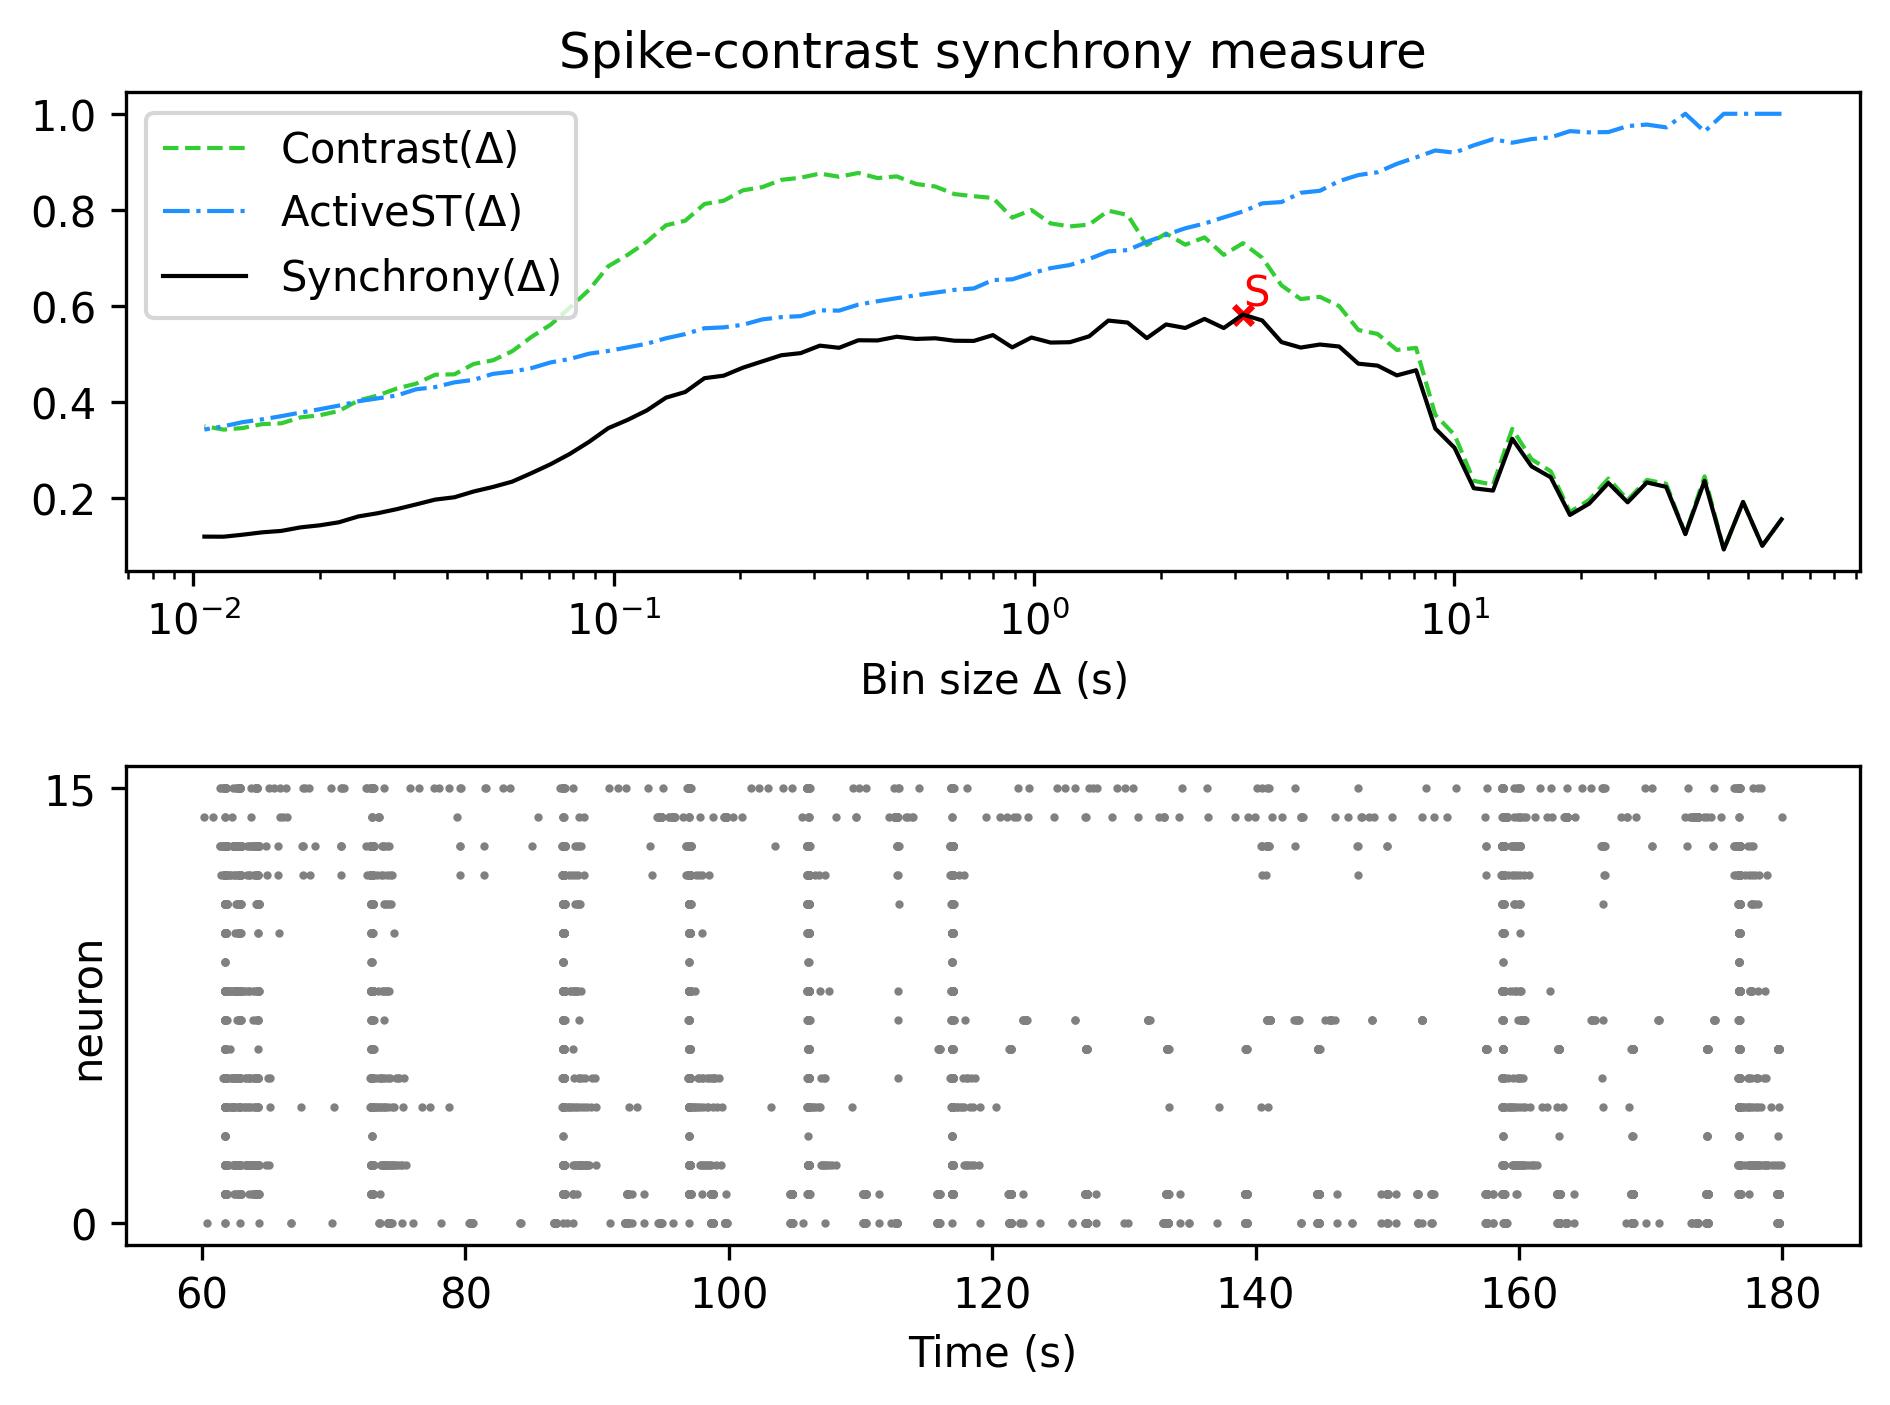 Spike-contrast synchrony measure
1.0
0.8
0.6
0.4
0.2
Contrast(Δ)
ActiveST(Δ)
Synchrony(Δ)
S
10⁻² 10⁻¹ 10⁰ 10¹
Bin size Δ (s)
15
0
neuron
60 80 100 120 140 160 180
Time (s)